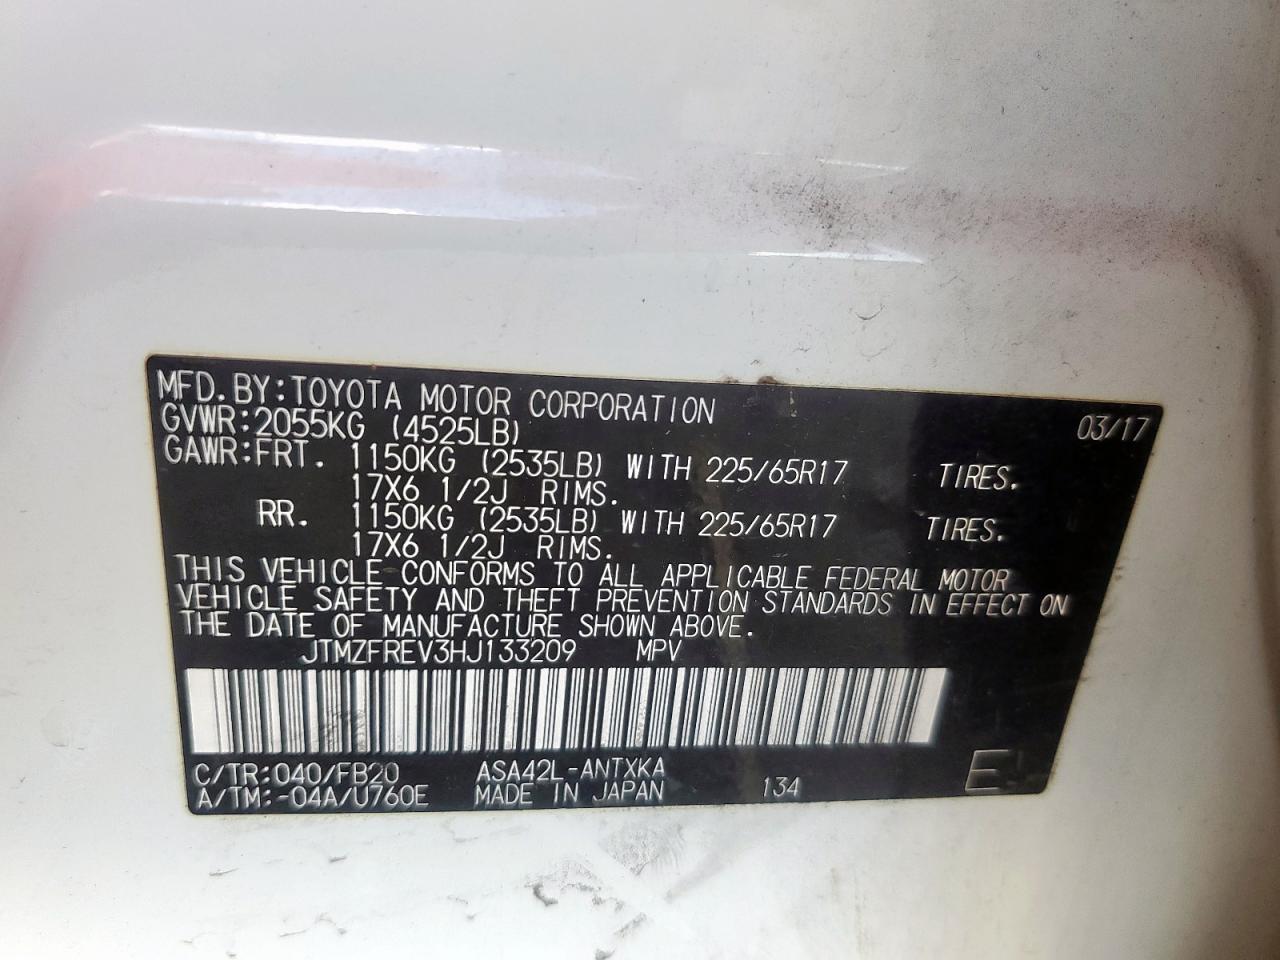 MFD.BY:TOYOTA MOTOR CORPORATION 03/17
GVWR:2055KG (4525LB)
GAWR:FRT. 1150KG (2535LB) WITH 225/65R17 TIRES.
17X6 1/2J RIMS.
RR. 1150KG (2535LB) WITH 225/65R17 TIRES.
17X6 1/2J RIMS.
THIS VEHICLE CONFORMS TO ALL APPLICABLE FEDERAL MOTOR
VEHICLE SAFETY AND THEFT PREVENTION STANDARDS IN EFFECT ON
THE DATE OF MANUFACTURE SHOWN ABOVE.
JTMZFREV3HJ133209 MPV
C/TR:040/FB20 ASA42L-ANTXKA
A/TM:-04A/U760E MADE IN JAPAN 134 E